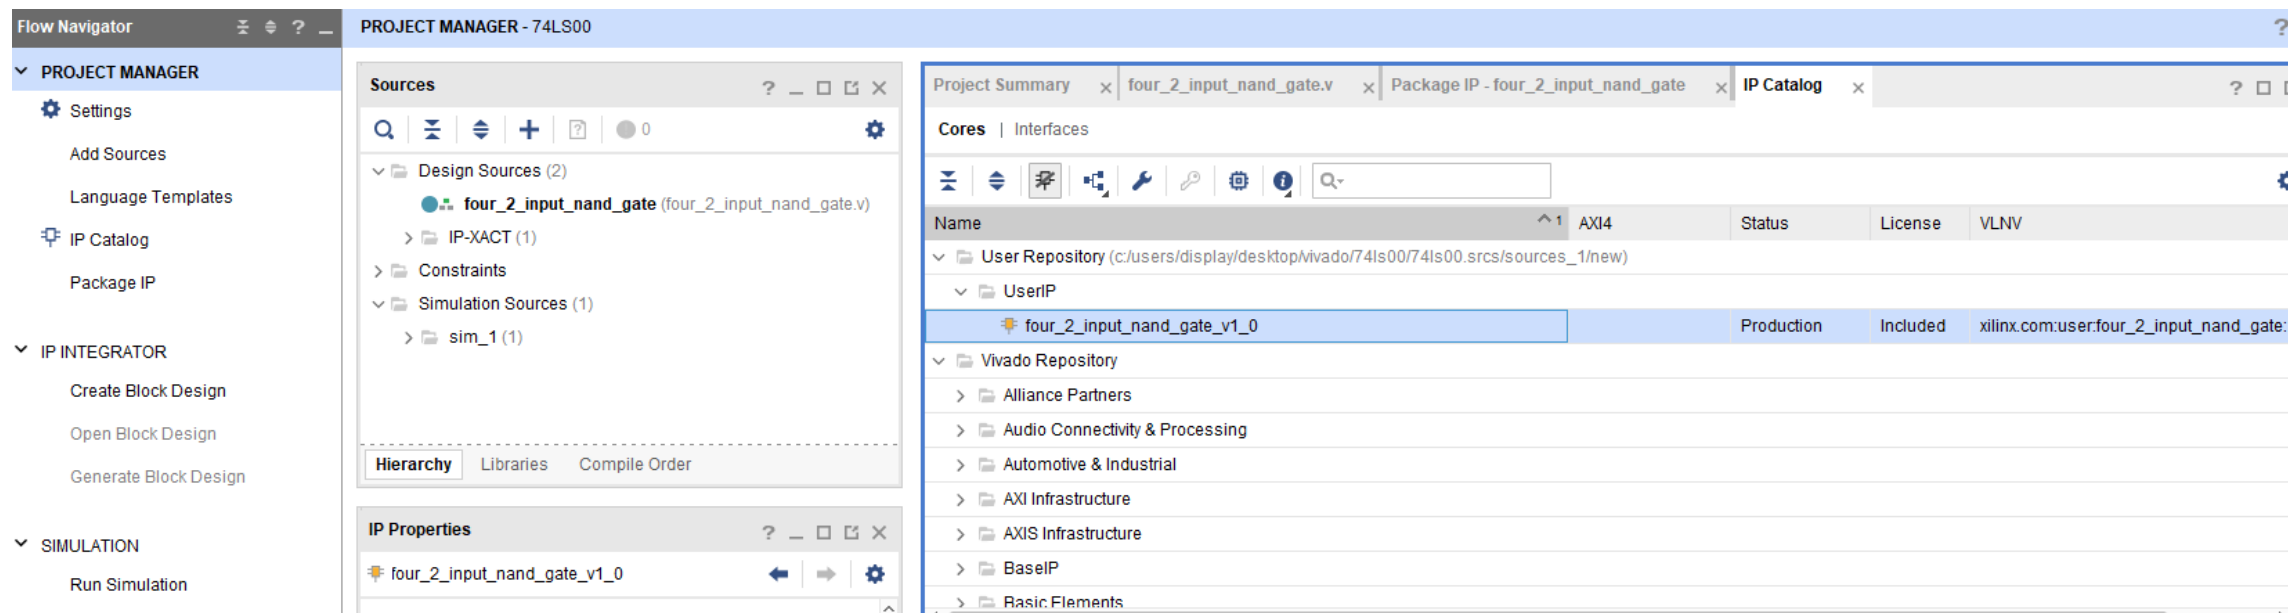 Flow Navigator
?
PROJECT MANAGER - 74LS00
?
PROJECT MANAGER
Settings
Add Sources
Language Templates
IP Catalog
Package IP
IP INTEGRATOR
Create Block Design
Open Block Design
Generate Block Design
SIMULATION
Run Simulation
Sources
?
? 0
Design Sources (2)
four_2_input_nand_gate (four_2_input_nand_gate.v)
IP-XACT (1)
Constraints
Simulation Sources (1)
sim_1 (1)
Hierarchy Libraries Compile Order
IP Properties
?
four_2_input_nand_gate_v1_0
Project Summary four_2_input_nand_gate.v Package IP - four_2_input_nand_gate IP Catalog
?
Cores | Interfaces
Name 1 AXI4 Status License VLNV
User Repository (c:/users/display/desktop/vivado/74ls00/74ls00.srcs/sources_1/new)
UserIP
four_2_input_nand_gate_v1_0 Production Included xilinx.com:user:four_2_input_nand_gate:
Vivado Repository
Alliance Partners
Audio Connectivity & Processing
Automotive & Industrial
AXI Infrastructure
AXIS Infrastructure
BaseIP
Basic Elements